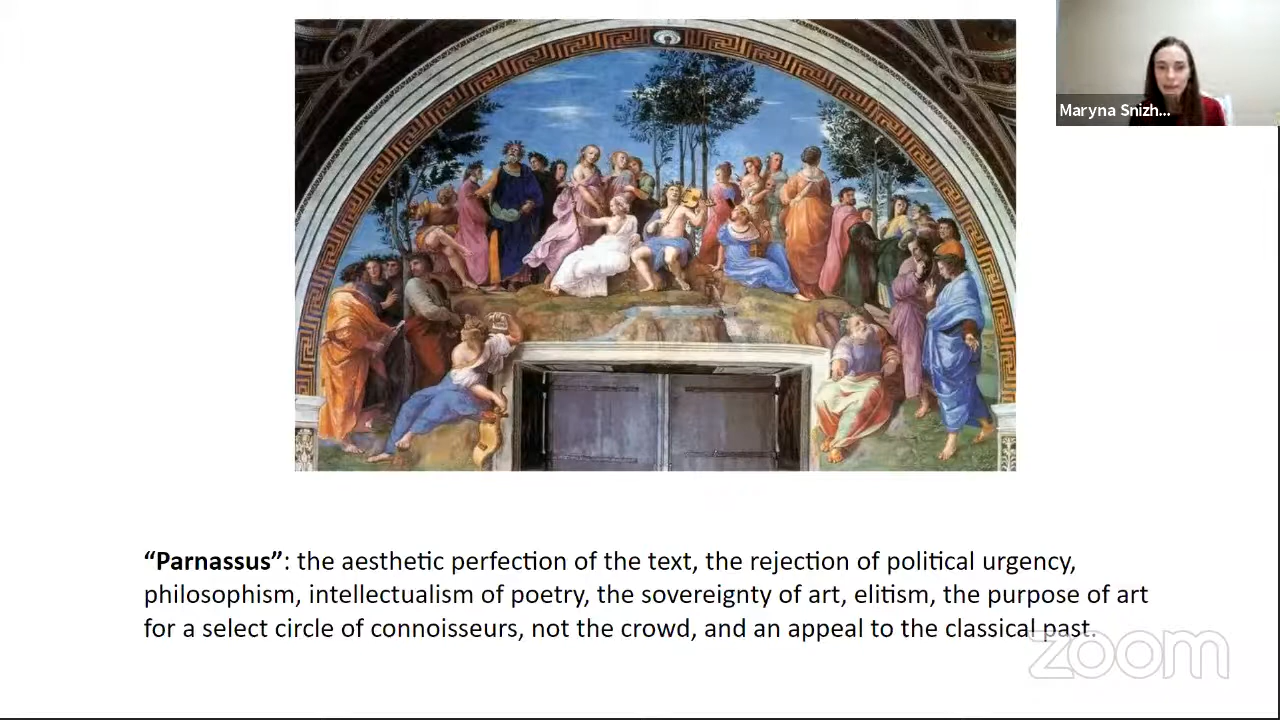 Maryna Snizh...
“Parnassus”: the aesthetic perfection of the text, the rejection of political urgency,
philosophism, intellectualism of poetry, the sovereignty of art, elitism, the purpose of art
for a select circle of connoisseurs, not the crowd, and an appeal to the classical past.
zoom